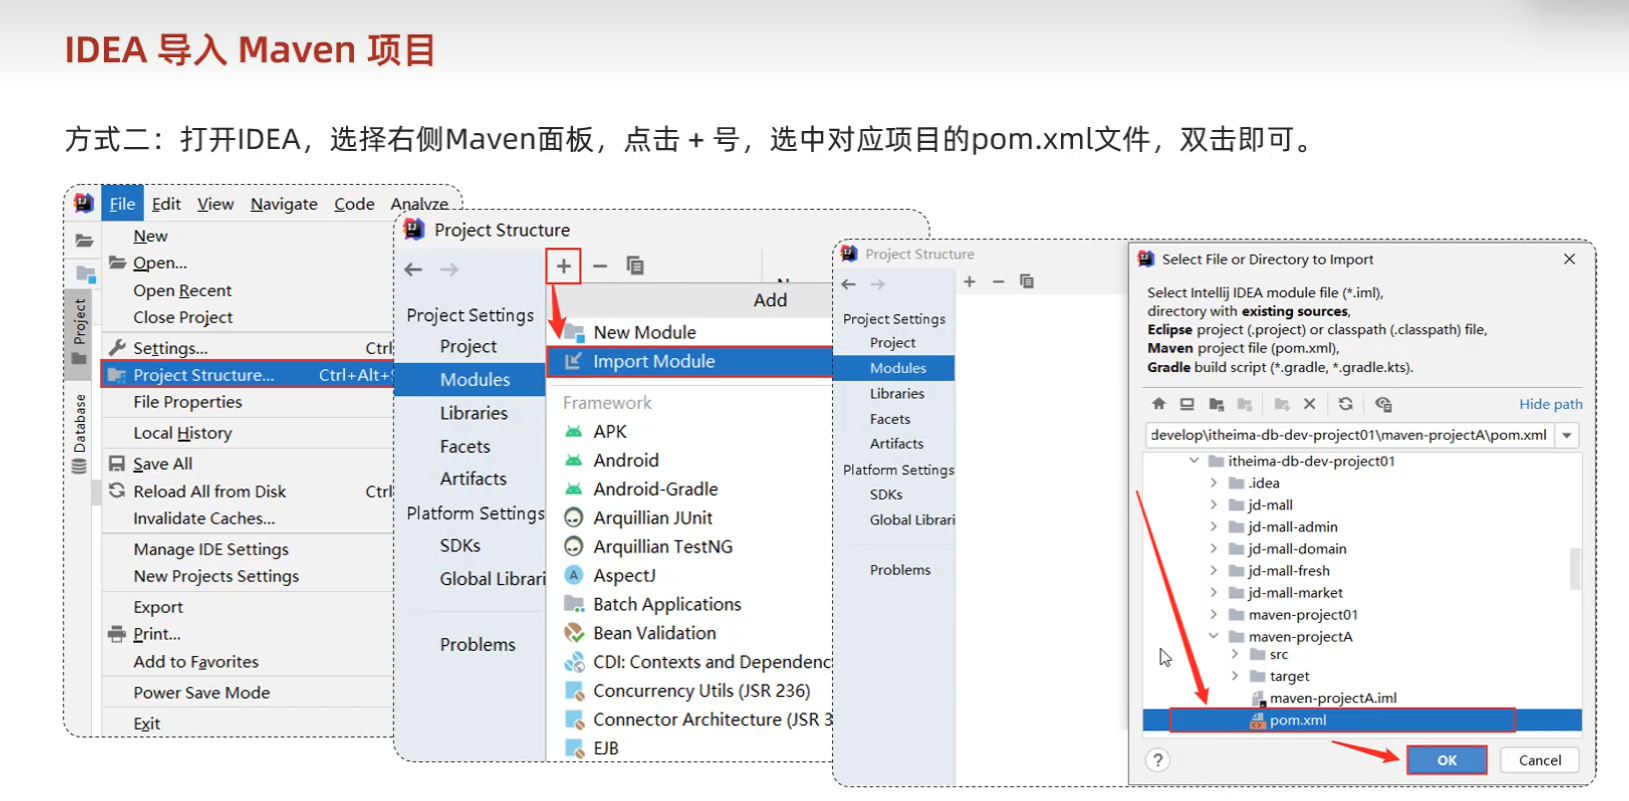 IDEA 导入 Maven 项目
方式二：打开IDEA，选择右侧Maven面板，点击 + 号，选中对应项目的pom.xml文件，双击即可。
File Edit View Navigate Code Analyze
Project
Database
New
Open...
Open Recent
Close Project
Settings... Ctrl
Project Structure... Ctrl+Alt+S
File Properties
Local History
Save All
Reload All from Disk Ctrl
Invalidate Caches...
Manage IDE Settings
New Projects Settings
Export
Print...
Add to Favorites
Power Save Mode
Exit
Project Structure
Project Settings
Project
Modules
Libraries
Facets
Artifacts
Platform Settings
SDKs
Global Librari
Problems
Add
New Module
Import Module
Framework
APK
Android
Android-Gradle
Arquillian JUnit
Arquillian TestNG
AspectJ
Batch Applications
Bean Validation
CDI: Contexts and Dependenc
Concurrency Utils (JSR 236)
Connector Architecture (JSR 3
EJB
Project Structure
Project Settings
Project
Modules
Libraries
Facets
Artifacts
Platform Settings
SDKs
Global Librari
Problems
Select File or Directory to Import
Select Intellij IDEA module file (*.iml),
directory with existing sources,
Eclipse project (.project) or classpath (.classpath) file,
Maven project file (pom.xml),
Gradle build script (*.gradle, *.gradle.kts).
Hide path
develop\itheima-db-dev-project01\maven-projectA\pom.xml
itheima-db-dev-project01
.idea
jd-mall
jd-mall-admin
jd-mall-domain
jd-mall-fresh
jd-mall-market
maven-project01
maven-projectA
src
target
maven-projectA.iml
pom.xml
?
OK
Cancel